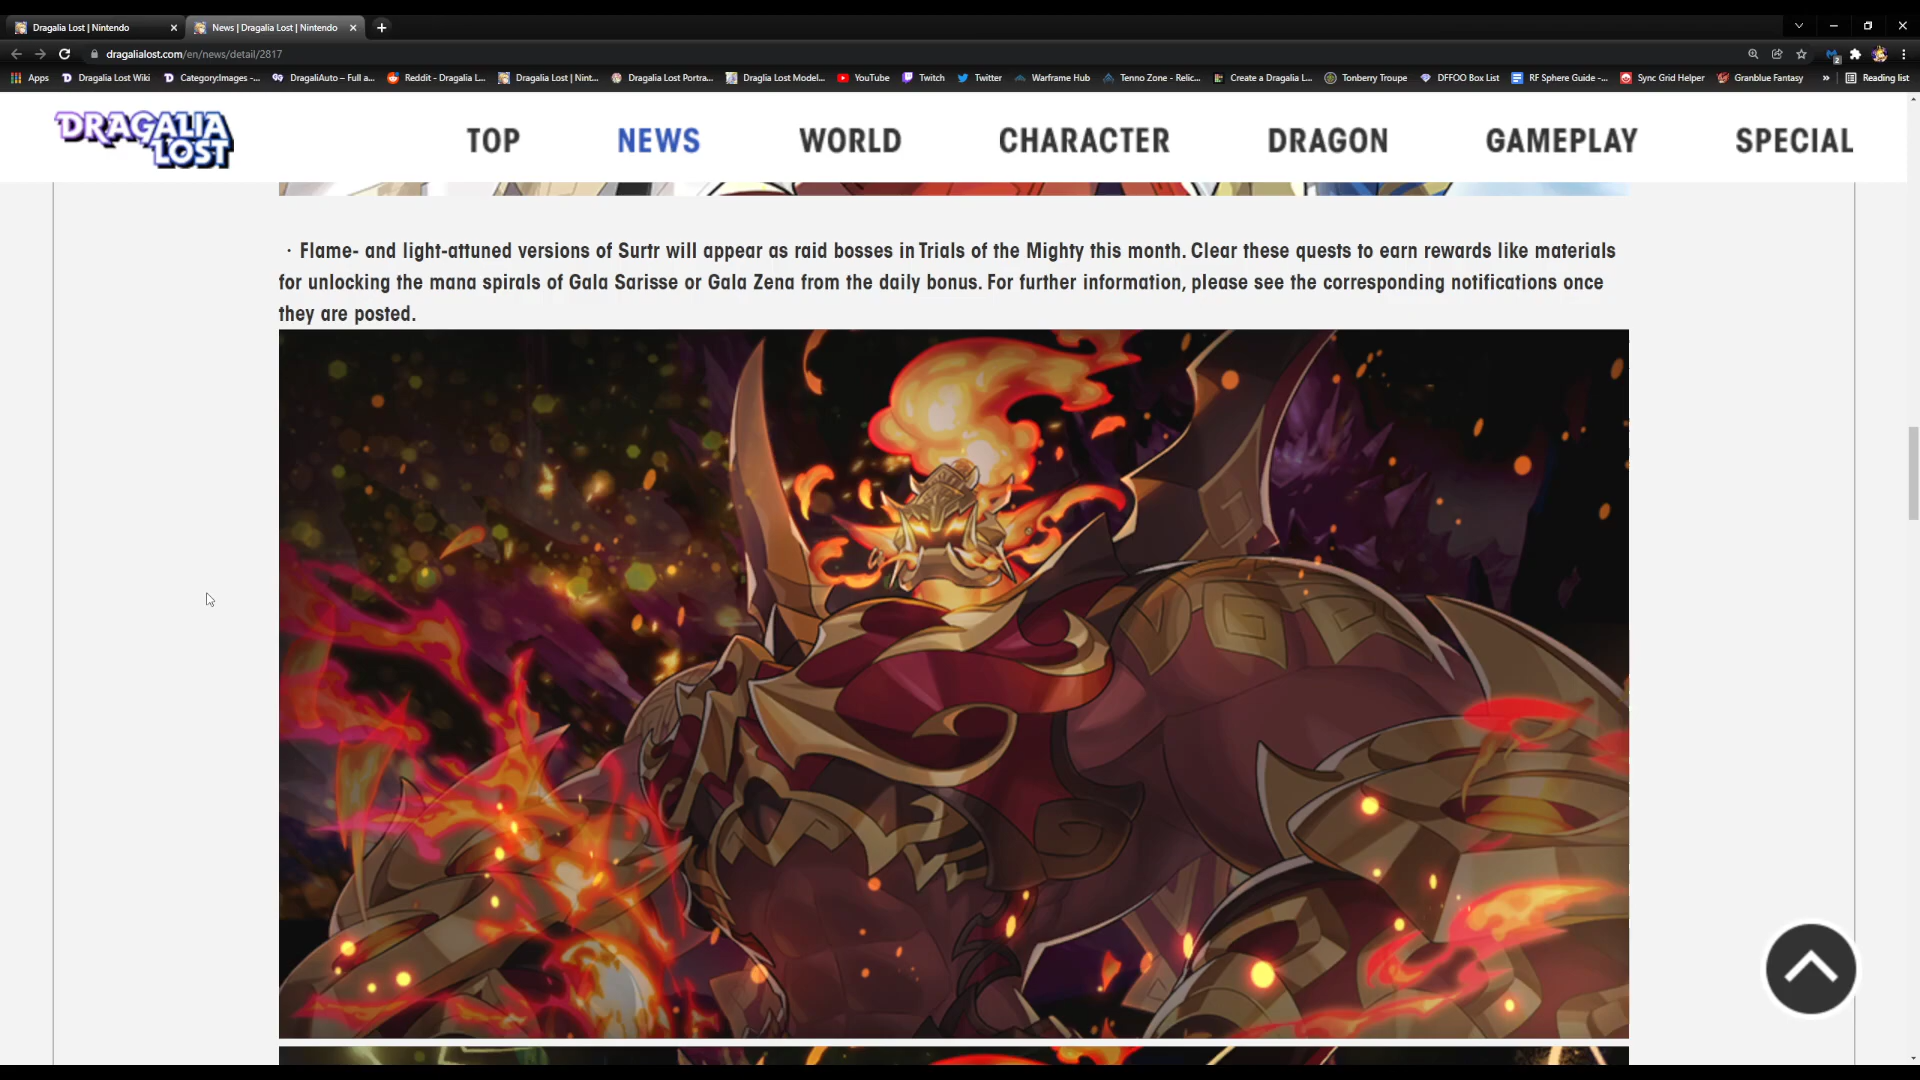 Dragalia Lost | Nintendo
News | Dragalia Lost | Nintendo
dragalialost.com/en/news/detail/2817
Apps Dragalia Lost Wiki Category:Images -... DragaliAuto – Full a... Reddit - Dragalia L... Dragalia Lost | Nint... Dragalia Lost Portra... Draglia Lost Model... YouTube Twitch Twitter Warframe Hub Tenno Zone - Relic... Create a Dragalia L... Tonberry Troupe DFFOO Box List RF Sphere Guide -... Sync Grid Helper Granblue Fantasy » Reading list
DRAGALIA LOST
TOP NEWS WORLD CHARACTER DRAGON GAMEPLAY SPECIAL
· Flame- and light-attuned versions of Surtr will appear as raid bosses in Trials of the Mighty this month. Clear these quests to earn rewards like materials
for unlocking the mana spirals of Gala Sarisse or Gala Zena from the daily bonus. For further information, please see the corresponding notifications once
they are posted.